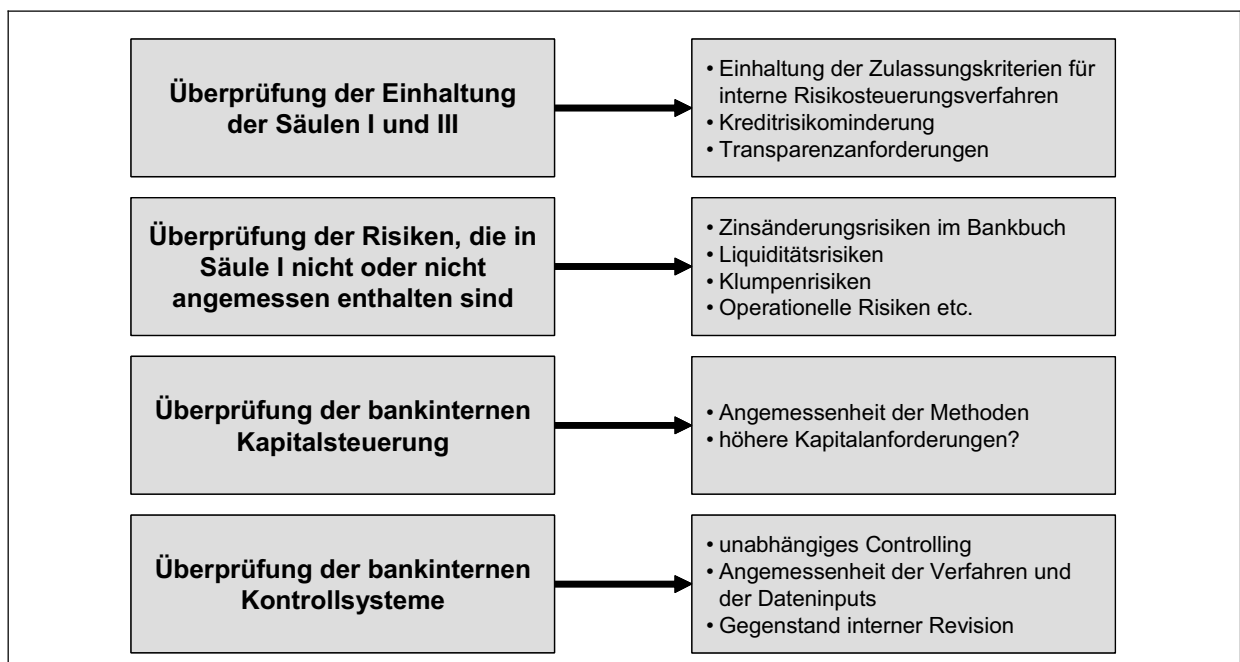 Überprüfung der Einhaltung
der Säulen I und III
• Einhaltung der Zulassungskriterien für
interne Risikosteuerungsverfahren
• Kreditrisikominderung
• Transparenzanforderungen
Überprüfung der Risiken, die in
Säule I nicht oder nicht
angemessen enthalten sind
• Zinsänderungsrisiken im Bankbuch
• Liquiditätsrisiken
• Klumpenrisiken
• Operationelle Risiken etc.
Überprüfung der bankinternen
Kapitalsteuerung
• Angemessenheit der Methoden
• höhere Kapitalanforderungen?
Überprüfung der bankinternen
Kontrollsysteme
• unabhängiges Controlling
• Angemessenheit der Verfahren und
der Dateninputs
• Gegenstand interner Revision